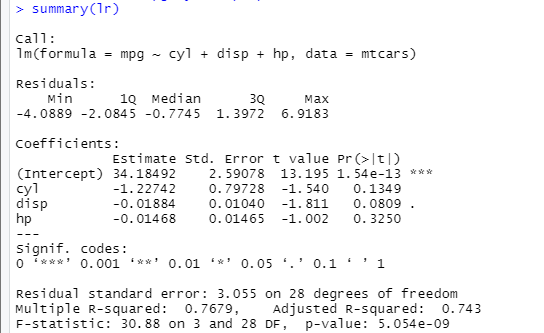 > summary(lr)
Call:
lm(formula = mpg ~ cyl + disp + hp, data = mtcars)
Residuals:
    Min      1Q  Median      3Q     Max
-4.0889 -2.0845 -0.7745  1.3972  6.9183
Coefficients:
            Estimate Std. Error t value Pr(>|t|)
(Intercept) 34.18492    2.59078  13.195 1.54e-13 ***
cyl         -1.22742    0.79728  -1.540   0.1349
disp        -0.01884    0.01040  -1.811   0.0809 .
hp          -0.01468    0.01465  -1.002   0.3250
---
Signif. codes:
0 ‘***’ 0.001 ‘**’ 0.01 ‘*’ 0.05 ‘.’ 0.1 ‘ ’ 1
Residual standard error: 3.055 on 28 degrees of freedom
Multiple R-squared:  0.7679,    Adjusted R-squared:  0.743
F-statistic: 30.88 on 3 and 28 DF,  p-value: 5.054e-09